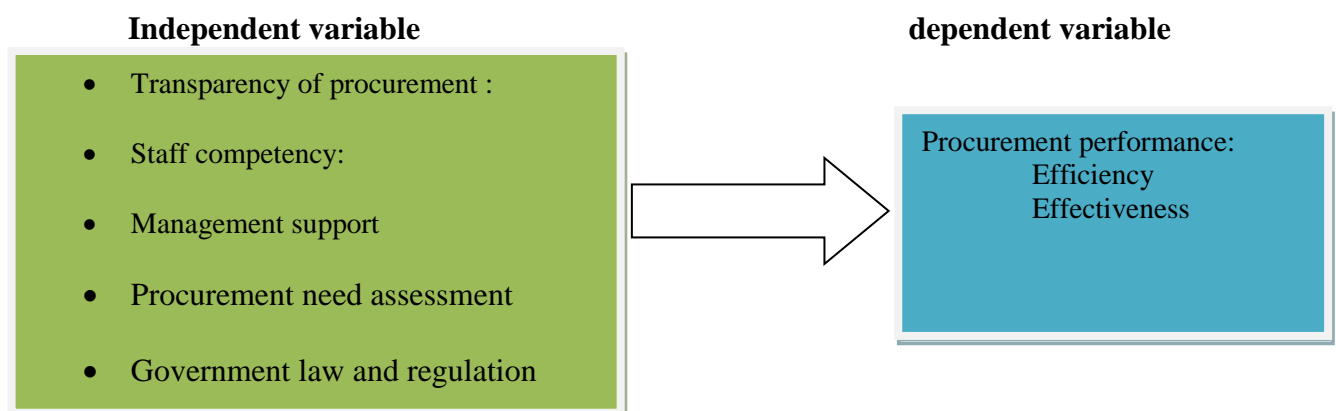 Independent variable
• Transparency of procurement :
• Staff competency:
• Management support
• Procurement need assessment
• Government law and regulation
dependent variable
Procurement performance:
Efficiency
Effectiveness